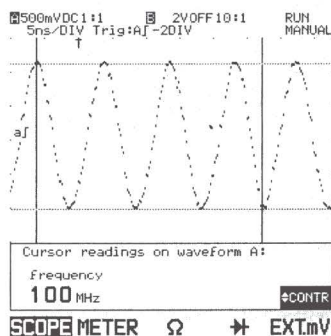 A 500mVDC1:1 B 2VOFF10:1 RUN
5ns/DIV Trig:A∫-2DIV MANUAL
a∫
Cursor readings on waveform A:
frequency
100 MHz
♦CONTR
SCOPE METER Ω EXT.mV